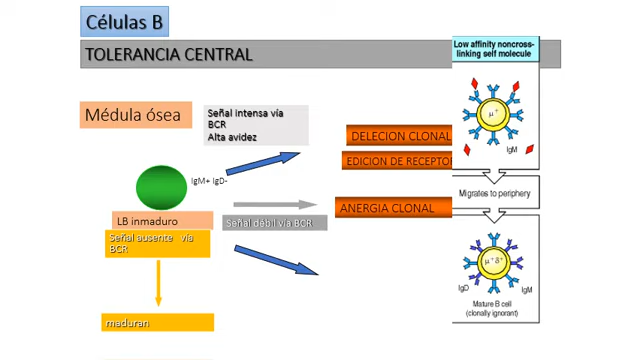 Células B
TOLERANCIA CENTRAL
Low affinity noncross-
linking self molecule
Médula ósea
Señal intensa vía
BCR
Alta avidez
μ+
IgM
DELECION CLONAL
EDICION DE RECEPTOR
IgM+ IgD-
Migrates to periphery
ANERGIA CLONAL
LB inmaduro
Señal débil vía BCR
Señal ausente vía
BCR
μ+δ+
IgD
IgM
Mature B cell
(clonally ignorant)
maduran